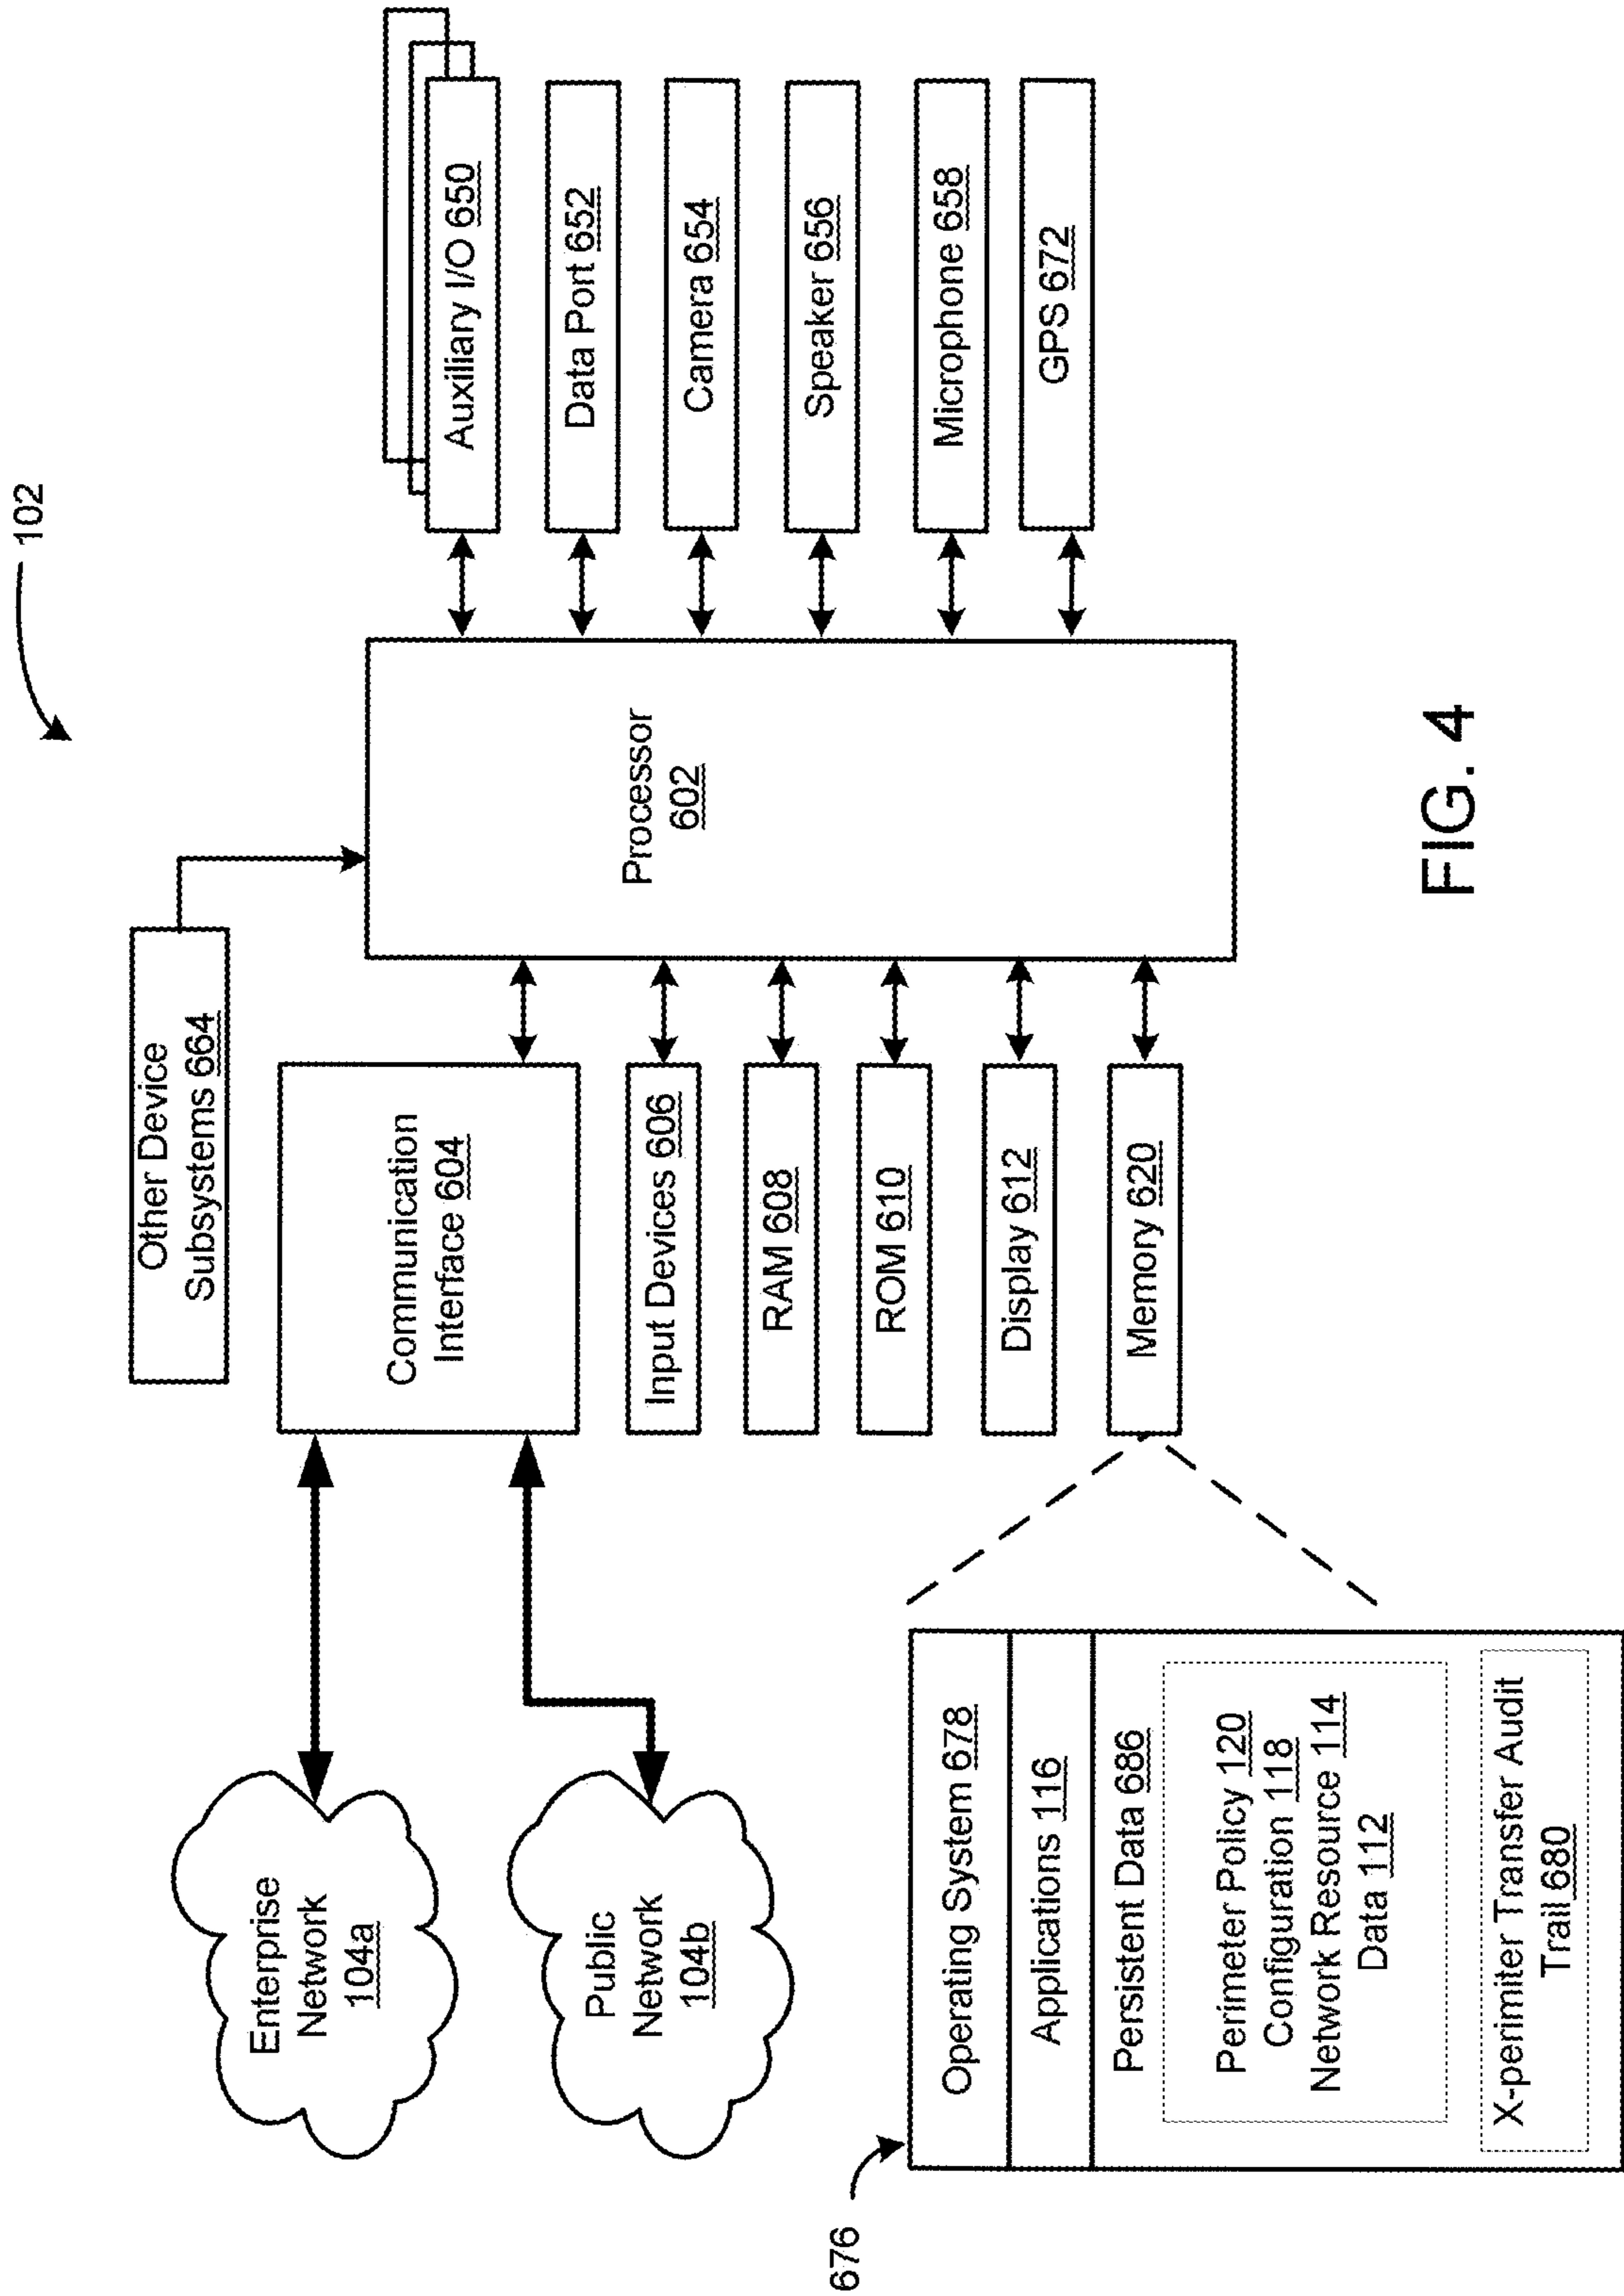 102
Other Device
Subsystems 664
Enterprise
Network
104a
Public
Network
104b
Communication
Interface 604
Input Devices 606
RAM 608
ROM 610
Display 612
Memory 620
Processor
602
Auxiliary I/O 650
Data Port 652
Camera 654
Speaker 656
Microphone 658
GPS 672
676
Operating System 678
Applications 116
Persistent Data 686
Perimeter Policy 120
Configuration 118
Network Resource 114
Data 112
X-perimiter Transfer Audit
Trail 680
FIG. 4